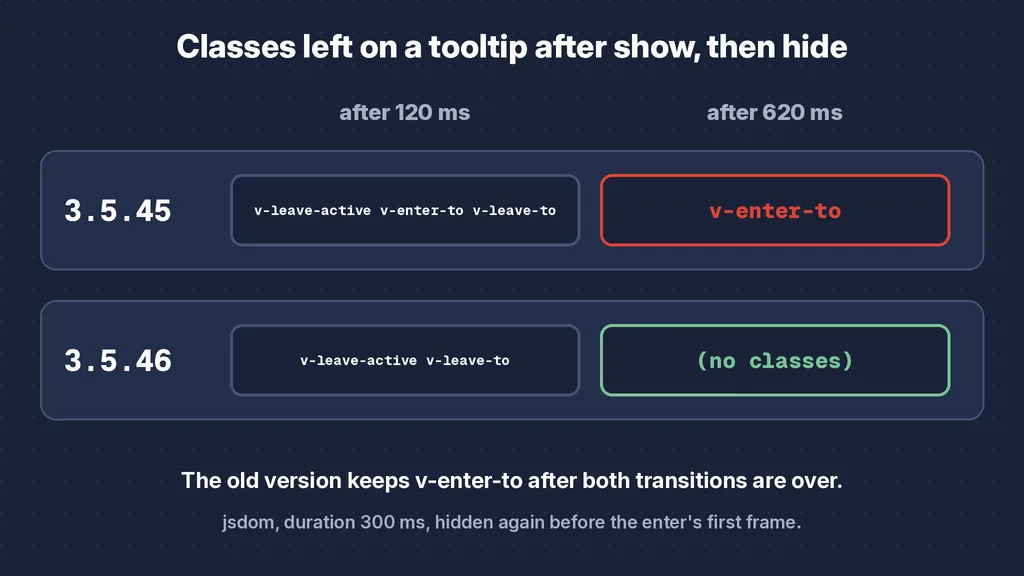 Classes left on a tooltip after show, then hide
after 120 ms
after 620 ms
3.5.45
v-leave-active v-enter-to v-leave-to
v-enter-to
3.5.46
v-leave-active v-leave-to
(no classes)
The old version keeps v-enter-to after both transitions are over.
jsdom, duration 300 ms, hidden again before the enter's first frame.